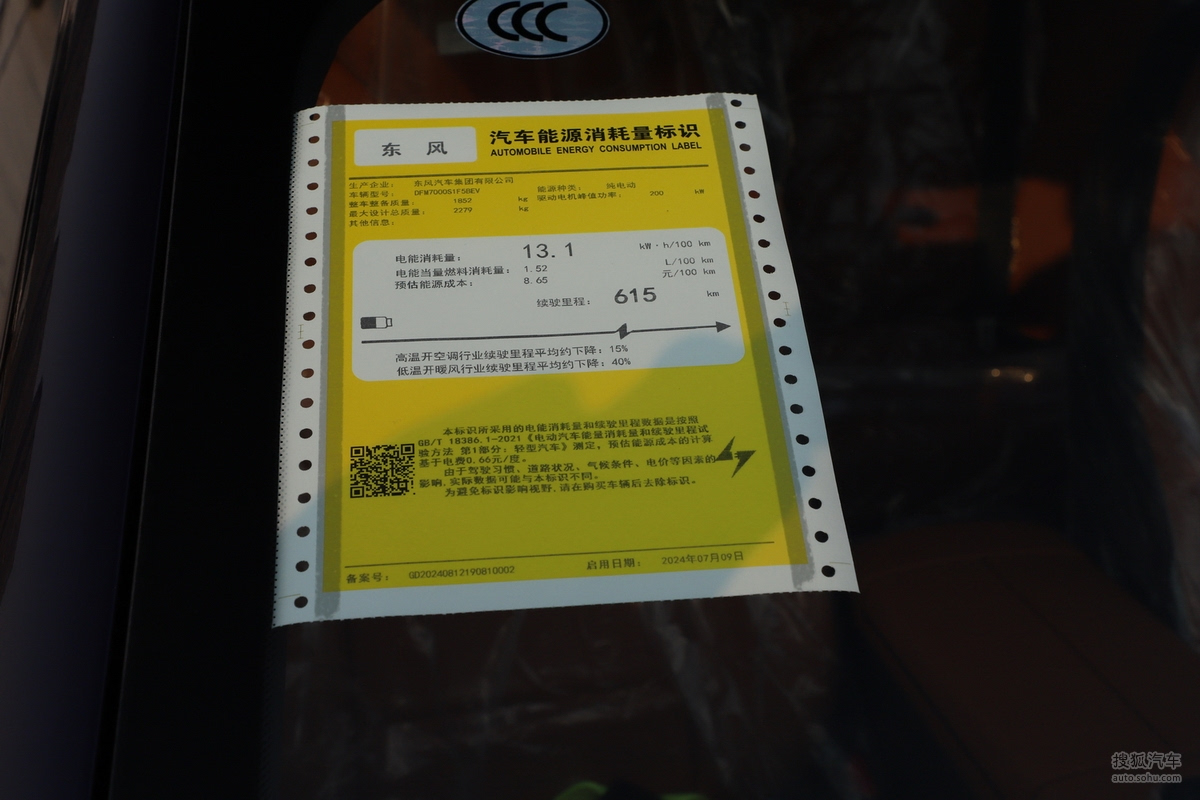 CCC
东 风
汽车能源消耗量标识
AUTOMOBILE ENERGY CONSUMPTION LABEL
生产企业： 东风汽车集团有限公司
车辆型号： DFM7000S1F5BEV 能源种类： 纯电动
整车整备质量： 1852 kg 驱动电机峰值功率： 200 kW
最大设计总质量： 2279 kg
其他信息：
电能消耗量： 13.1 kW·h/100 km
电能当量燃料消耗量： 1.52 L/100 km
预估能源成本： 8.65 元/100 km
续驶里程： 615 km
高温开空调行业续驶里程平均约下降：15%
低温开暖风行业续驶里程平均约下降：40%
本标识所采用的电能消耗量和续驶里程数据是按照
GB/T 18386.1-2021《电动汽车能量消耗量和续驶里程试
验方法 第1部分：轻型汽车》测定，预估能源成本的计算
基于电费0.66元/度。
由于驾驶习惯、道路状况、气候条件、电价等因素的
影响,实际数据可能与本标识不同。
为避免标识影响视野,请在购买车辆后去除标识。
备案号： GD20240812190810002 启用日期： 2024年07月09日
搜狐汽车
auto.sohu.com